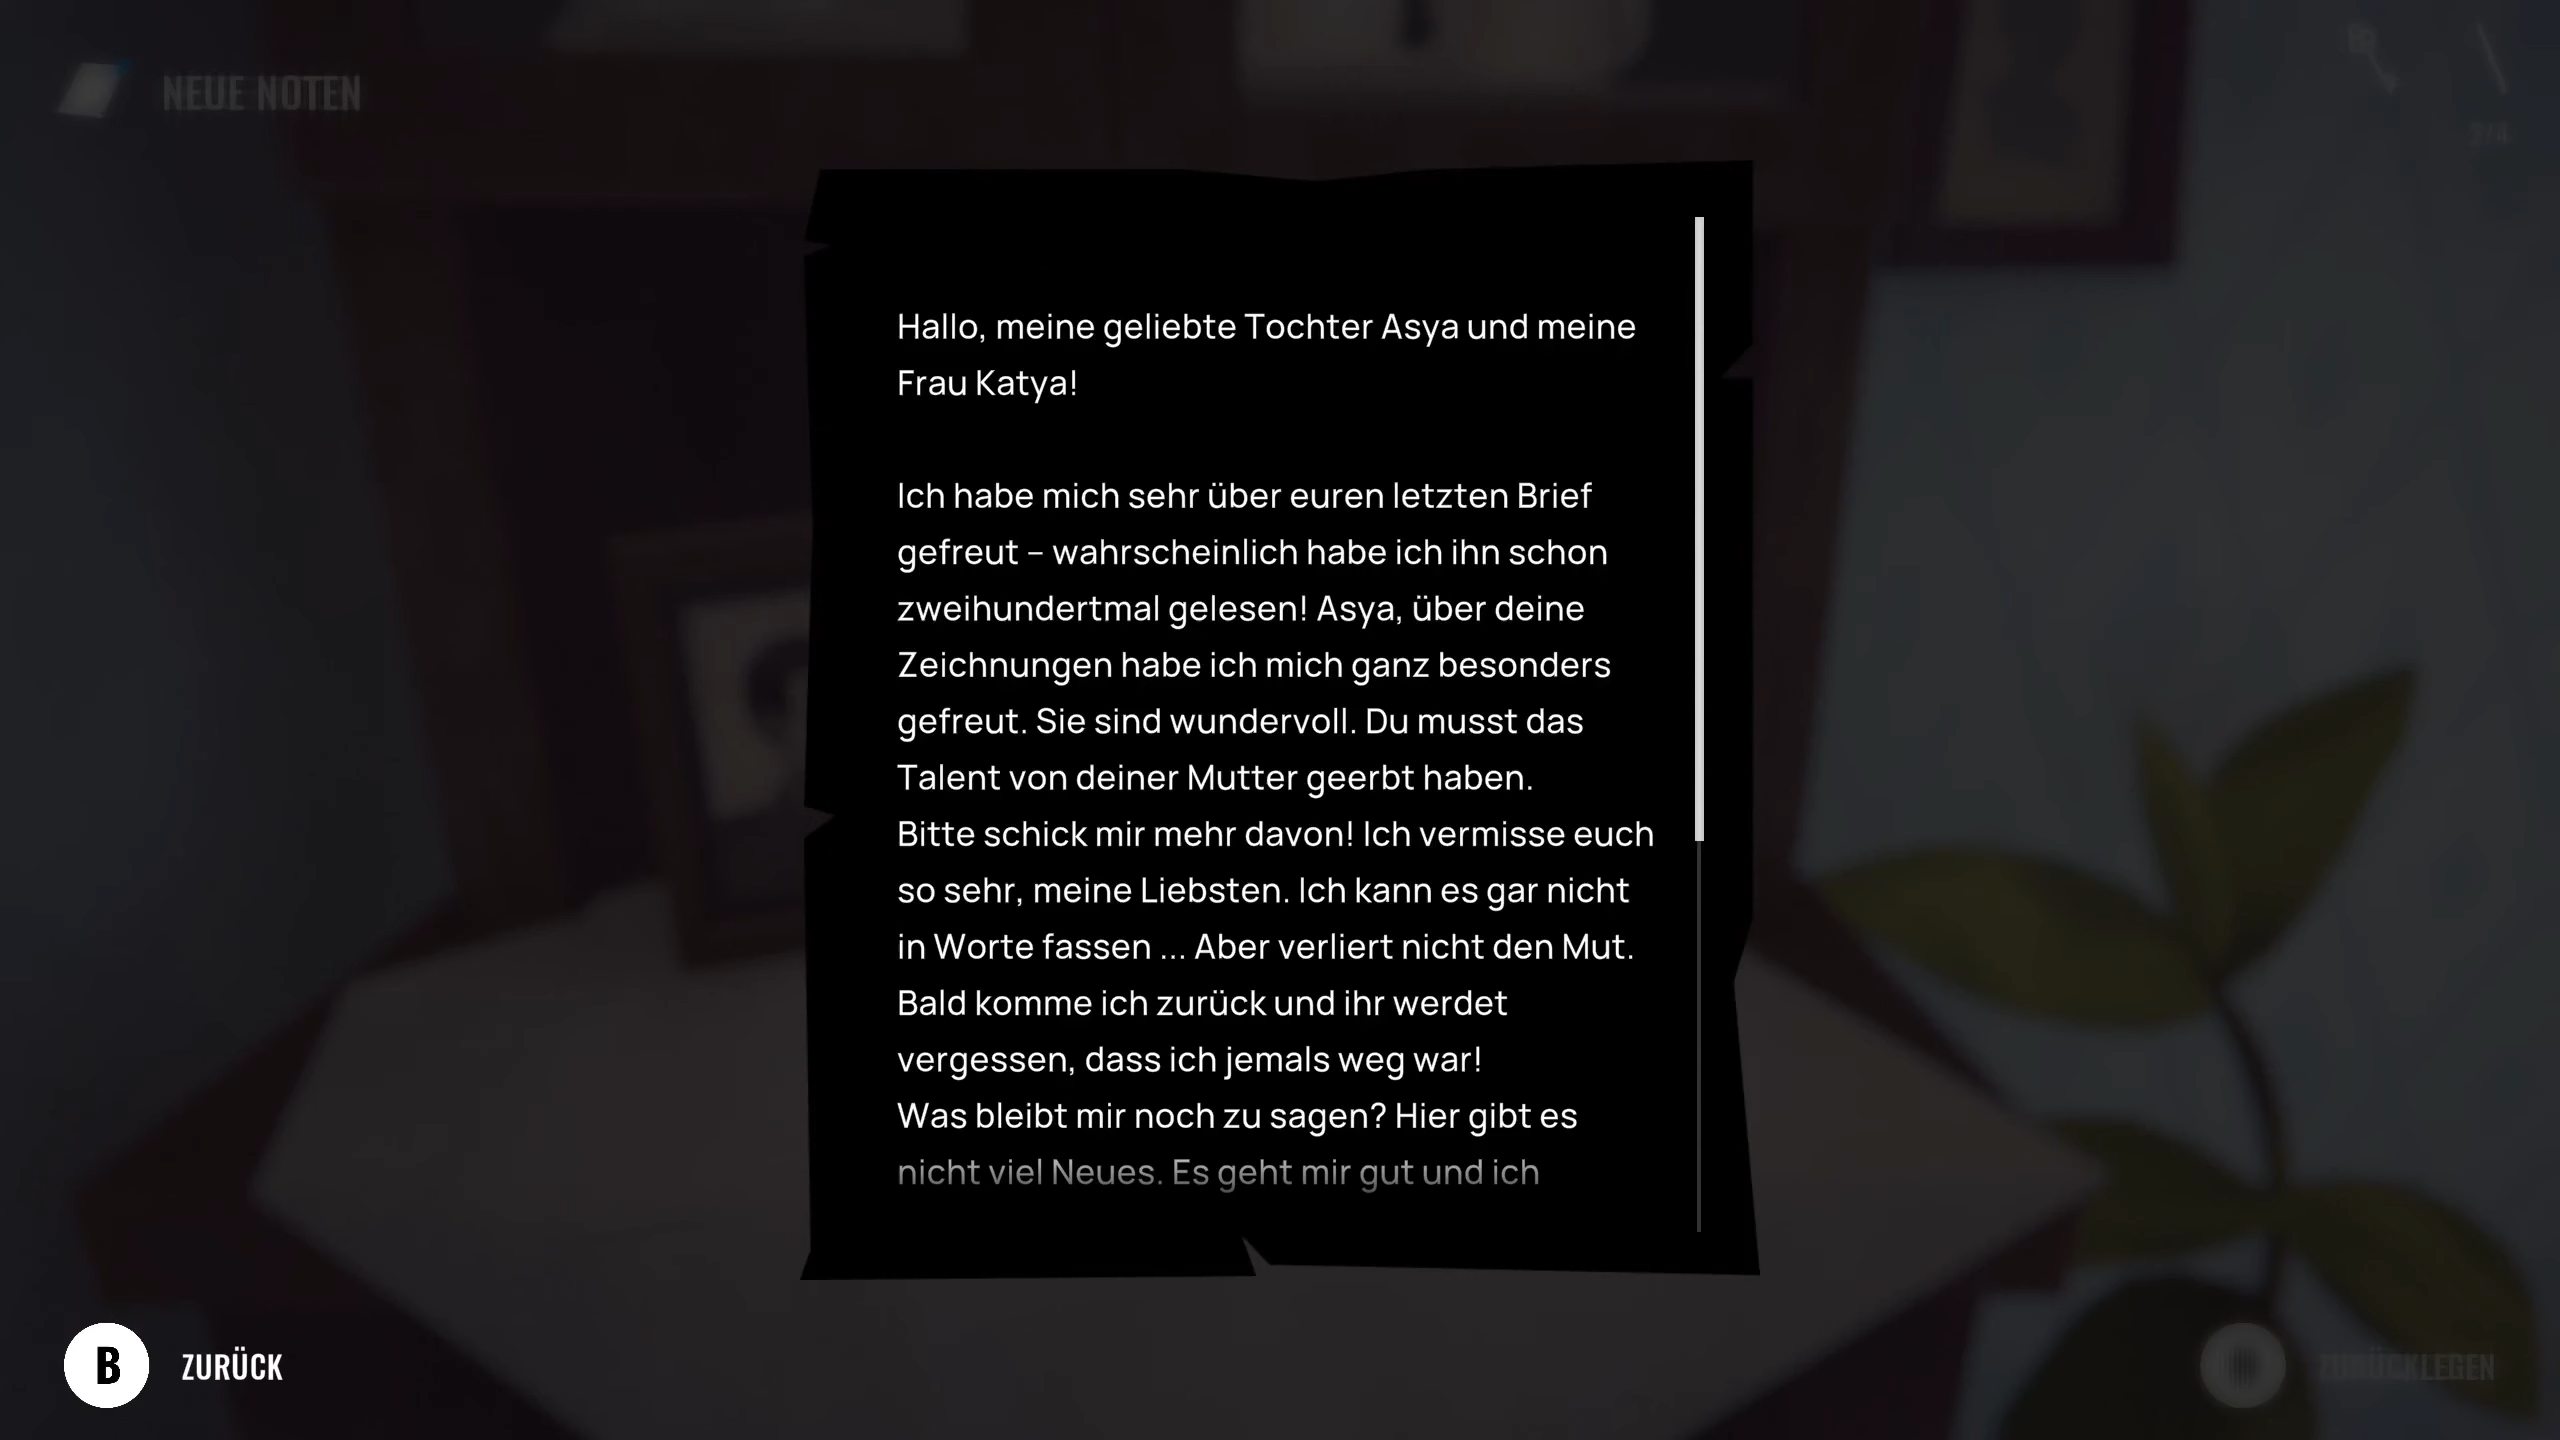 NEUE NOTEN
2/4
Hallo, meine geliebte Tochter Asya und meine
Frau Katya!
Ich habe mich sehr über euren letzten Brief
gefreut – wahrscheinlich habe ich ihn schon
zweihundertmal gelesen! Asya, über deine
Zeichnungen habe ich mich ganz besonders
gefreut. Sie sind wundervoll. Du musst das
Talent von deiner Mutter geerbt haben.
Bitte schick mir mehr davon! Ich vermisse euch
so sehr, meine Liebsten. Ich kann es gar nicht
in Worte fassen ... Aber verliert nicht den Mut.
Bald komme ich zurück und ihr werdet
vergessen, dass ich jemals weg war!
Was bleibt mir noch zu sagen? Hier gibt es
nicht viel Neues. Es geht mir gut und ich
B ZURÜCK
ZURÜCKLEGEN